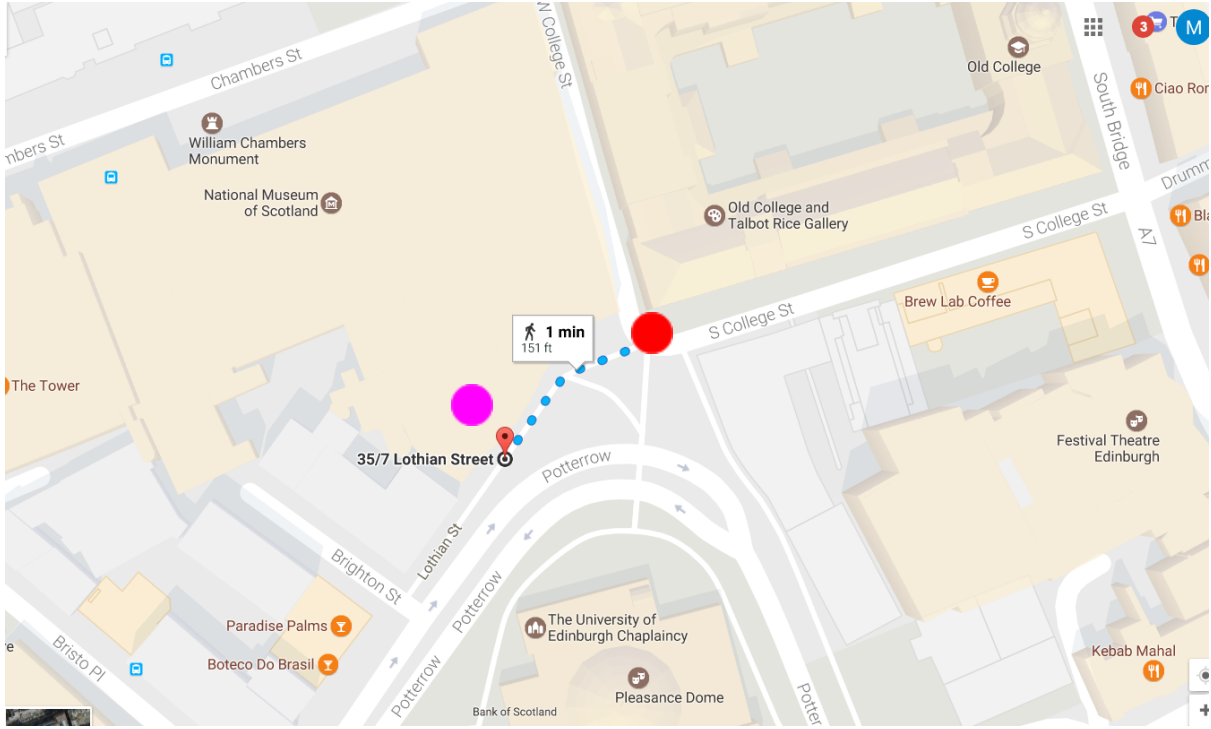 W College St
3
T
M
Chambers St
Old College
South Bridge
Ciao Ror
William Chambers
Monument
mbers St
Drumm
National Museum
of Scotland
Old College and
Talbot Rice Gallery
S College St
Bla
A7
Brew Lab Coffee
S College St
1 min
151 ft
The Tower
Festival Theatre
Edinburgh
35/7 Lothian Street
Potterrow
Lothian St
Brighton St
Potterrow
Paradise Palms
The University of
Edinburgh Chaplaincy
re
Bristo Pl
Boteco Do Brasil
Kebab Mahal
Potterrow
Pleasance Dome
Potter
Bank of Scotland